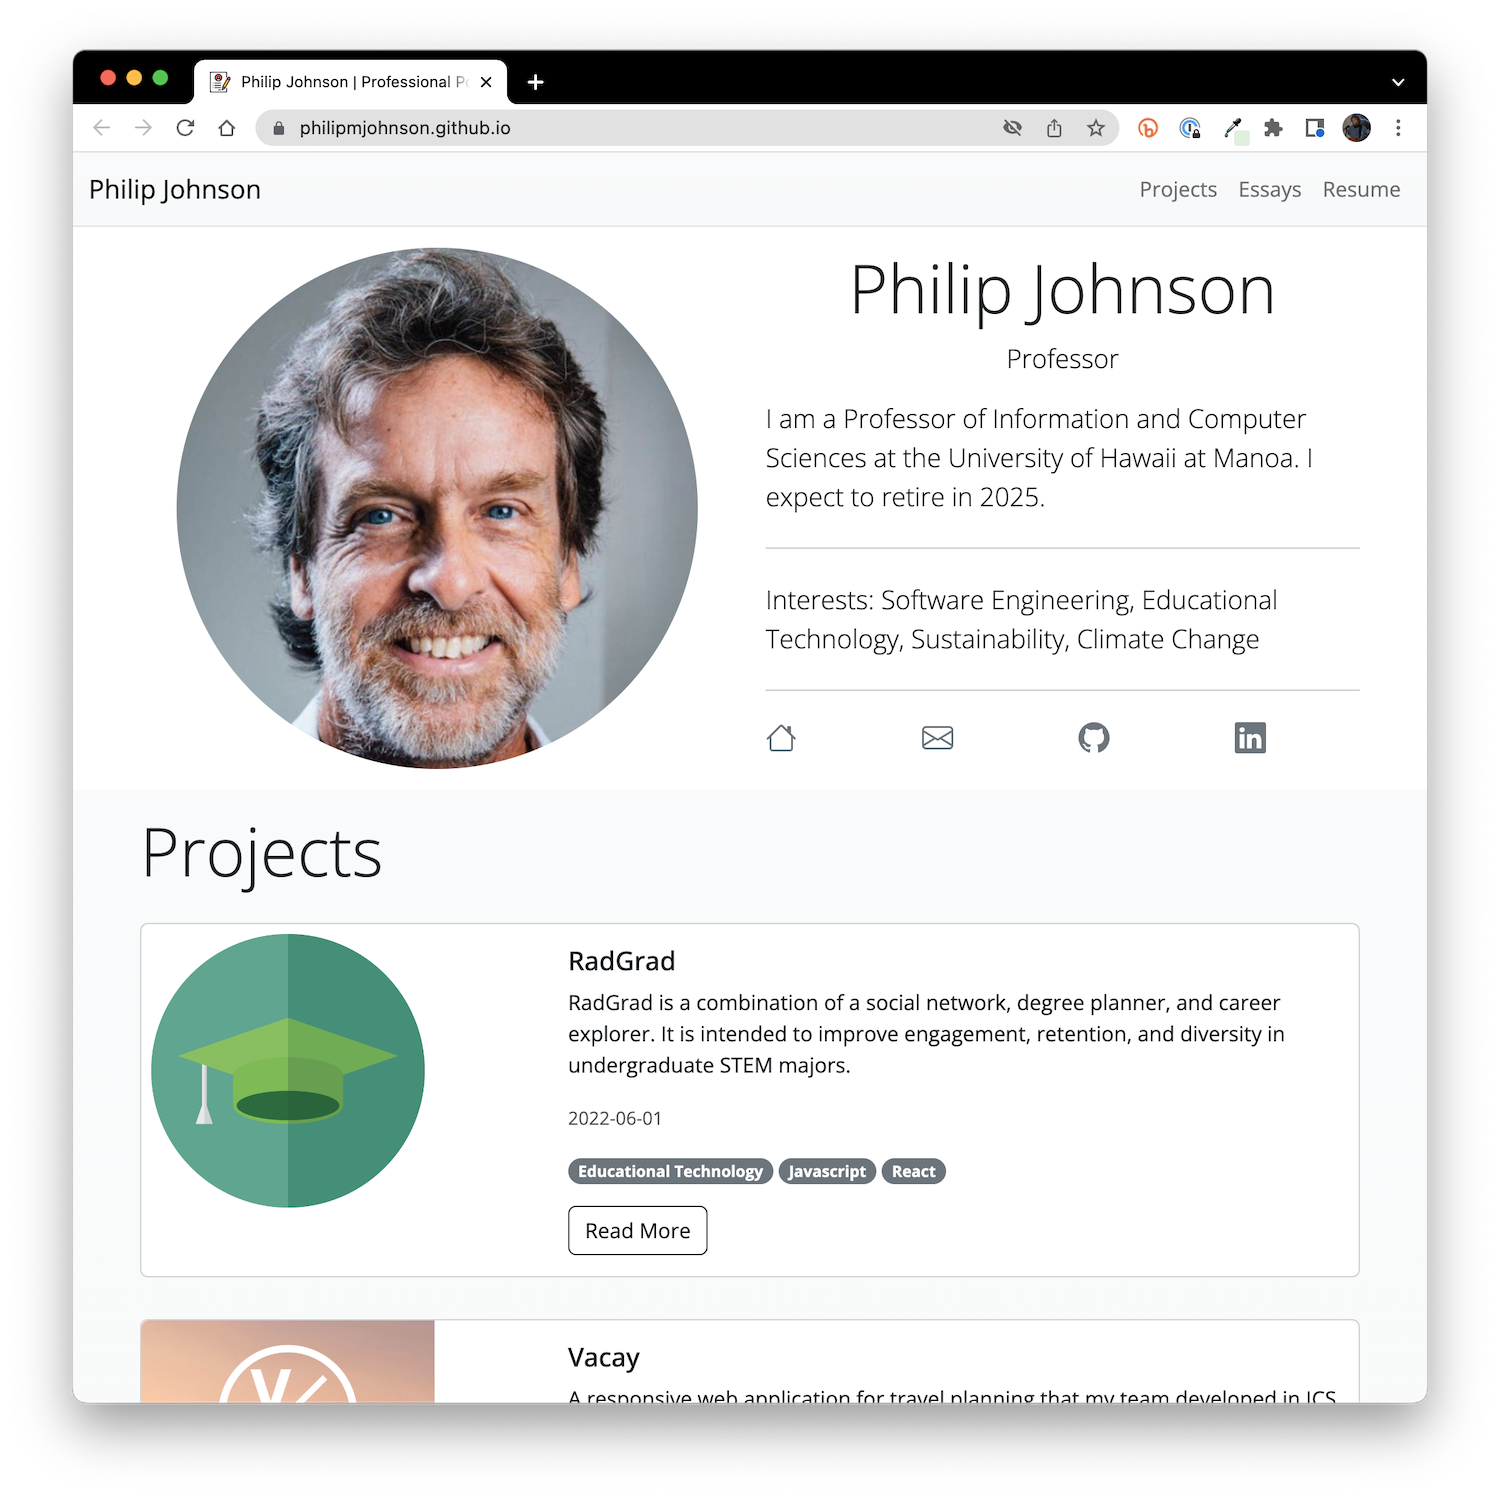 Philip Johnson | Professional Po
philipmjohnson.github.io
Philip Johnson
Projects Essays Resume
Philip Johnson
Professor
I am a Professor of Information and Computer
Sciences at the University of Hawaii at Manoa. I
expect to retire in 2025.
Interests: Software Engineering, Educational
Technology, Sustainability, Climate Change
in
Projects
RadGrad
RadGrad is a combination of a social network, degree planner, and career
explorer. It is intended to improve engagement, retention, and diversity in
undergraduate STEM majors.
2022-06-01
Educational Technology Javascript React
Read More
Vacay
A responsive web application for travel planning that my team developed in ICS